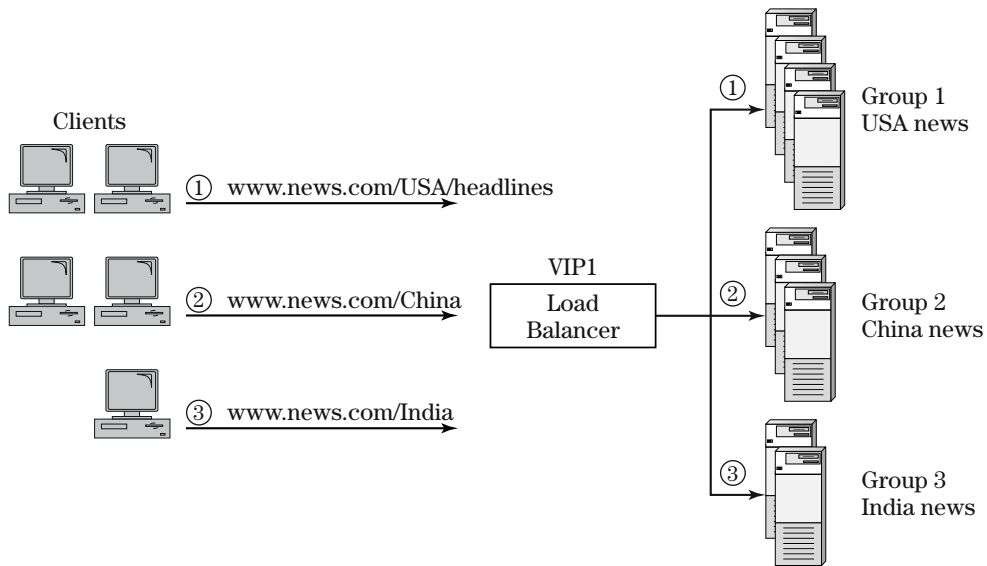 Clients
① www.news.com/USA/headlines
② www.news.com/China
③ www.news.com/India
VIP1
Load
Balancer
①
Group 1
USA news
②
Group 2
China news
③
Group 3
India news